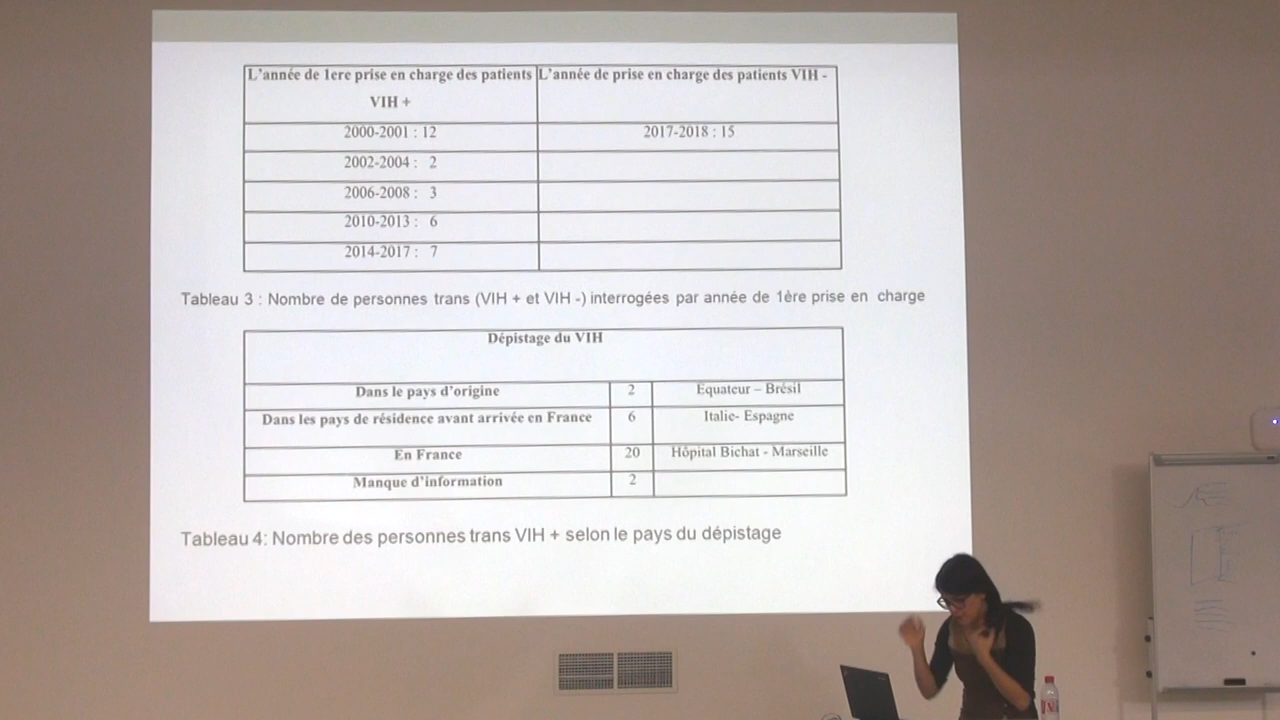 L'année de 1ere prise en charge des patients VIH +
L'année de prise en charge des patients VIH -
2000-2001 : 12
2017-2018 : 15
2002-2004 : 2
2006-2008 : 3
2010-2013 : 6
2014-2017 : 7
Tableau 3 : Nombre de personnes trans (VIH + et VIH -) interrogées par année de 1ère prise en charge
Dépistage du VIH
Dans le pays d'origine 2 Equateur – Brésil
Dans les pays de résidence avant arrivée en France 6 Italie- Espagne
En France 20 Hôpital Bichat - Marseille
Manque d'information 2
Tableau 4: Nombre des personnes trans VIH + selon le pays du dépistage